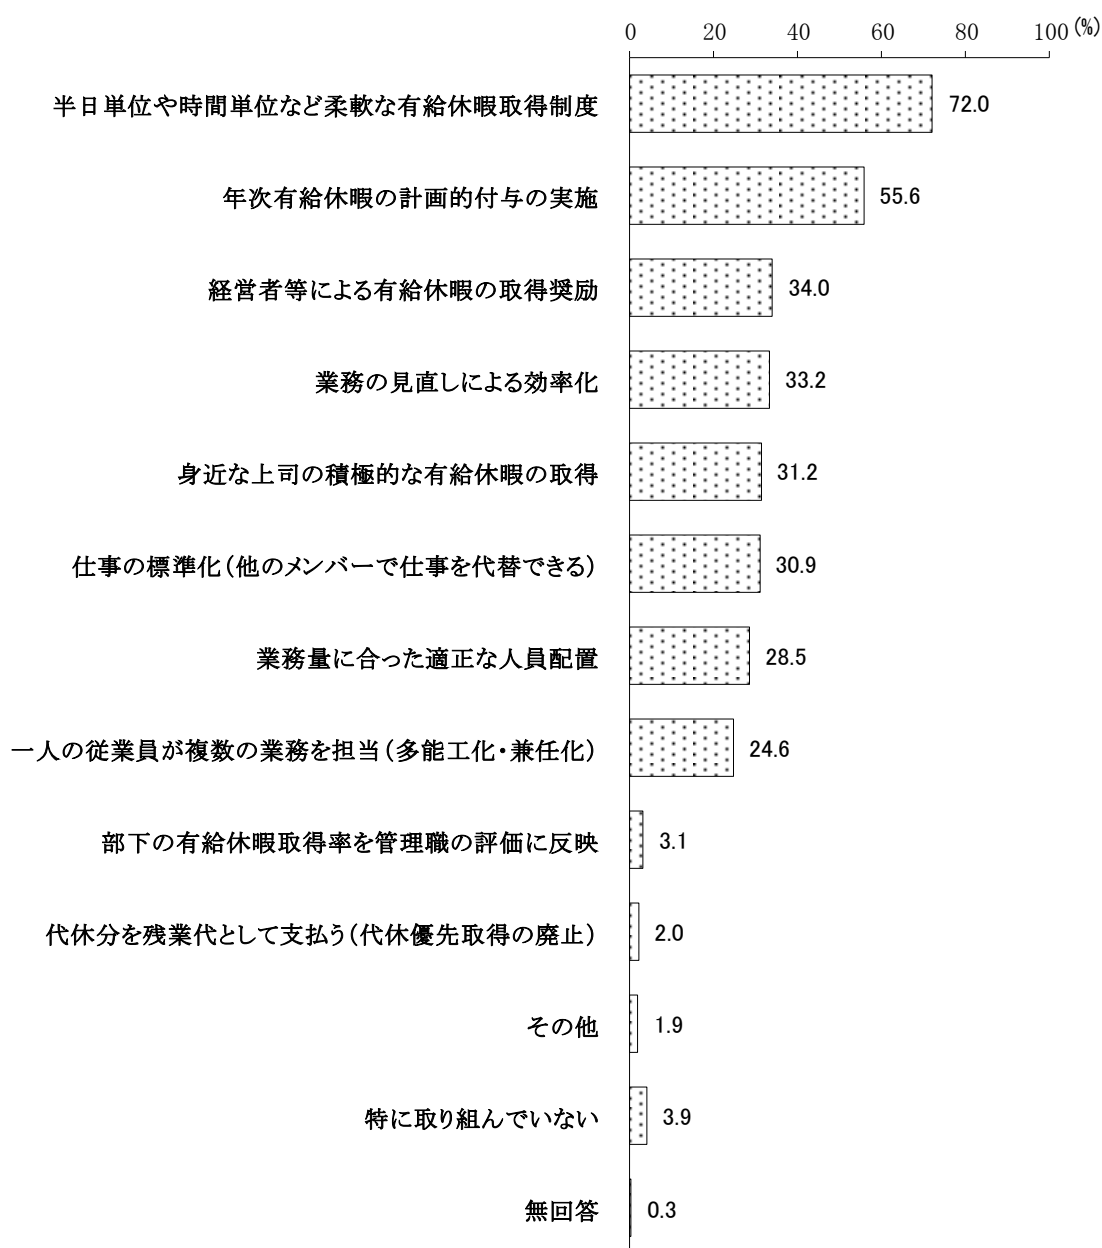 0 20 40 60 80 100 (%)
半日単位や時間単位など柔軟な有給休暇取得制度 72.0
年次有給休暇の計画的付与の実施 55.6
経営者等による有給休暇の取得奨励 34.0
業務の見直しによる効率化 33.2
身近な上司の積極的な有給休暇の取得 31.2
仕事の標準化(他のメンバーで仕事を代替できる) 30.9
業務量に合った適正な人員配置 28.5
一人の従業員が複数の業務を担当(多能工化・兼任化) 24.6
部下の有給休暇取得率を管理職の評価に反映 3.1
代休分を残業代として支払う(代休優先取得の廃止) 2.0
その他 1.9
特に取り組んでいない 3.9
無回答 0.3